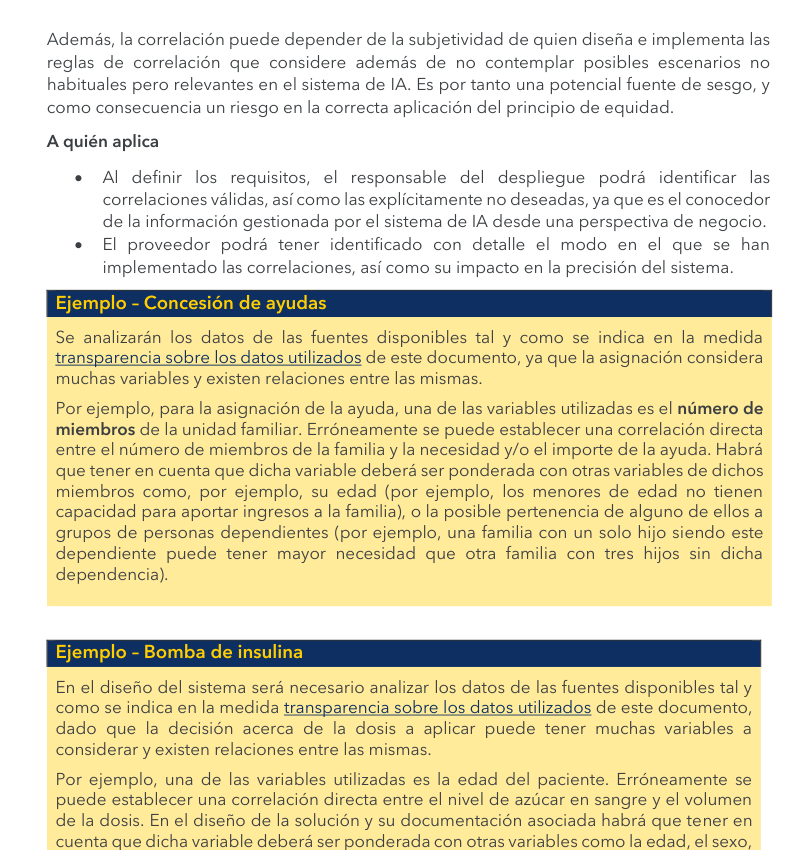 Además, la correlación puede depender de la subjetividad de quien diseña e implementa las
reglas de correlación que considere además de no contemplar posibles escenarios no
habituales pero relevantes en el sistema de IA. Es por tanto una potencial fuente de sesgo, y
como consecuencia un riesgo en la correcta aplicación del principio de equidad.
A quién aplica
• Al definir los requisitos, el responsable del despliegue podrá identificar las
correlaciones válidas, así como las explícitamente no deseadas, ya que es el conocedor
de la información gestionada por el sistema de IA desde una perspectiva de negocio.
• El proveedor podrá tener identificado con detalle el modo en el que se han
implementado las correlaciones, así como su impacto en la precisión del sistema.
Ejemplo – Concesión de ayudas
Se analizarán los datos de las fuentes disponibles tal y como se indica en la medida
transparencia sobre los datos utilizados de este documento, ya que la asignación considera
muchas variables y existen relaciones entre las mismas.
Por ejemplo, para la asignación de la ayuda, una de las variables utilizadas es el número de
miembros de la unidad familiar. Erróneamente se puede establecer una correlación directa
entre el número de miembros de la familia y la necesidad y/o el importe de la ayuda. Habrá
que tener en cuenta que dicha variable deberá ser ponderada con otras variables de dichos
miembros como, por ejemplo, su edad (por ejemplo, los menores de edad no tienen
capacidad para aportar ingresos a la familia), o la posible pertenencia de alguno de ellos a
grupos de personas dependientes (por ejemplo, una familia con un solo hijo siendo este
dependiente puede tener mayor necesidad que otra familia con tres hijos sin dicha
dependencia).
Ejemplo – Bomba de insulina
En el diseño del sistema será necesario analizar los datos de las fuentes disponibles tal y
como se indica en la medida transparencia sobre los datos utilizados de este documento,
dado que la decisión acerca de la dosis a aplicar puede tener muchas variables a
considerar y existen relaciones entre las mismas.
Por ejemplo, una de las variables utilizadas es la edad del paciente. Erróneamente se
puede establecer una correlación directa entre el nivel de azúcar en sangre y el volumen
de la dosis. En el diseño de la solución y su documentación asociada habrá que tener en
cuenta que dicha variable deberá ser ponderada con otras variables como la edad, el sexo,